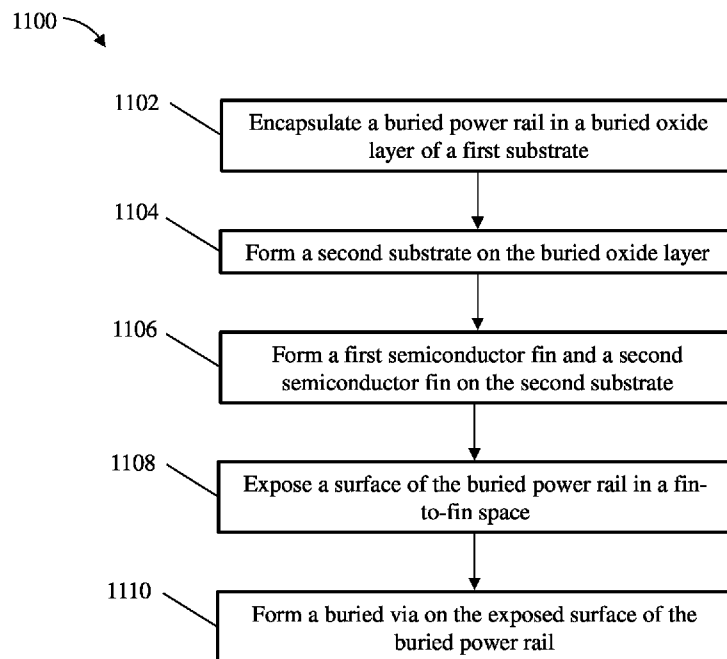 1100
1102
Encapsulate a buried power rail in a buried oxide
layer of a first substrate
1104
Form a second substrate on the buried oxide layer
1106
Form a first semiconductor fin and a second
semiconductor fin on the second substrate
1108
Expose a surface of the buried power rail in a fin-
to-fin space
1110
Form a buried via on the exposed surface of the
buried power rail